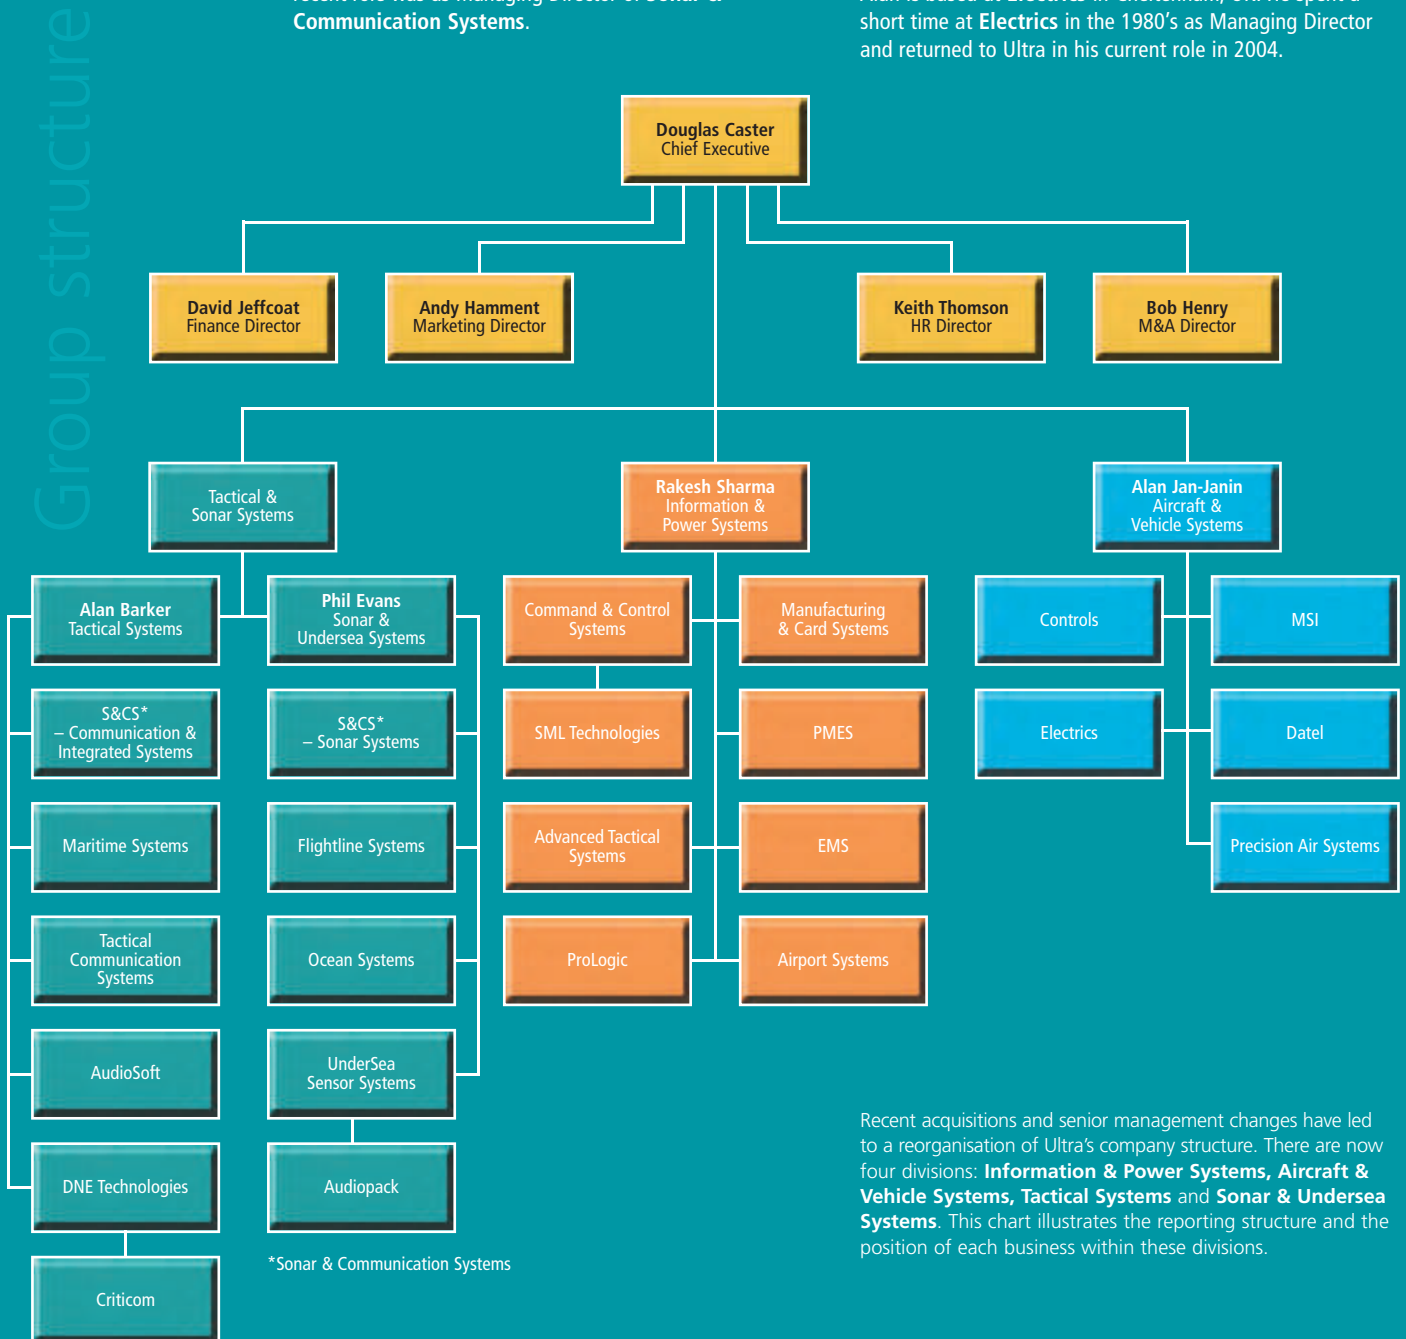 Communication Systems.
short time at Electrics in the 1980's as Managing Director
and returned to Ultra in his current role in 2004.
Group structure
Douglas Caster
Chief Executive
David Jeffcoat
Finance Director
Andy Hamment
Marketing Director
Keith Thomson
HR Director
Bob Henry
M&A Director
Tactical &
Sonar Systems
Rakesh Sharma
Information &
Power Systems
Alan Jan-Janin
Aircraft &
Vehicle Systems
Alan Barker
Tactical Systems
Phil Evans
Sonar &
Undersea Systems
Command & Control
Systems
Manufacturing
& Card Systems
Controls
MSI
S&CS*
– Communication &
Integrated Systems
S&CS*
– Sonar Systems
SML Technologies
PMES
Electrics
Datel
Maritime Systems
Flightline Systems
Advanced Tactical
Systems
EMS
Precision Air Systems
Tactical
Communication
Systems
Ocean Systems
ProLogic
Airport Systems
AudioSoft
UnderSea
Sensor Systems
DNE Technologies
Audiopack
Criticom
*Sonar & Communication Systems
Recent acquisitions and senior management changes have led
to a reorganisation of Ultra's company structure. There are now
four divisions: Information & Power Systems, Aircraft &
Vehicle Systems, Tactical Systems and Sonar & Undersea
Systems. This chart illustrates the reporting structure and the
position of each business within these divisions.